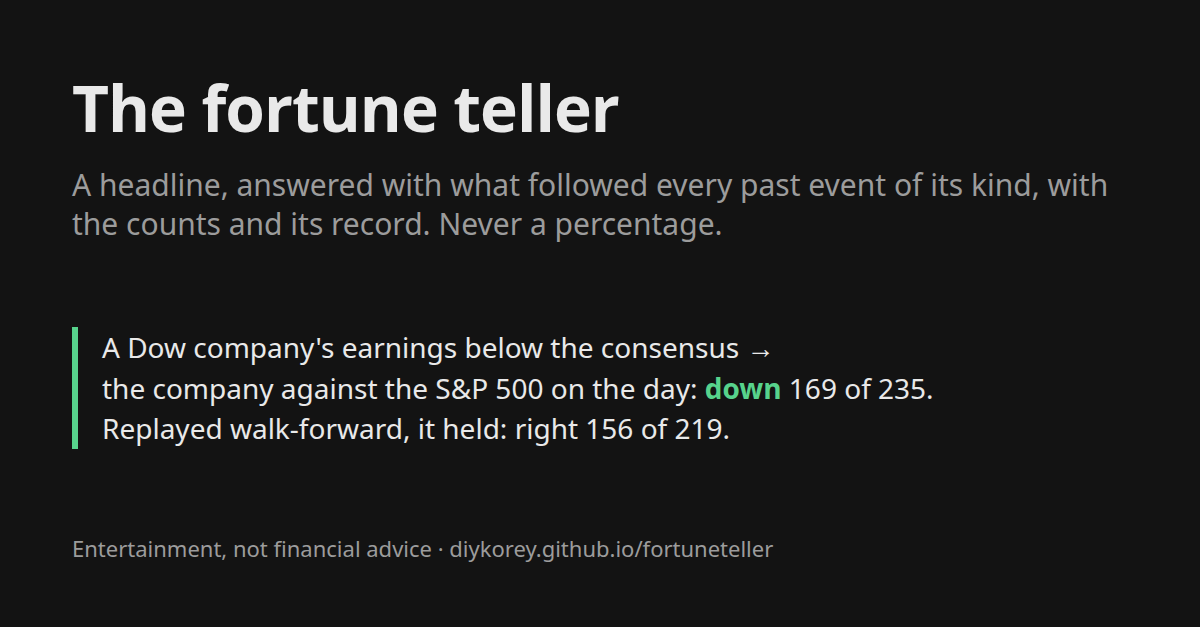 The fortune teller
A headline, answered with what followed every past event of its kind, with
the counts and its record. Never a percentage.
A Dow company's earnings below the consensus →
the company against the S&P 500 on the day: down 169 of 235.
Replayed walk-forward, it held: right 156 of 219.
Entertainment, not financial advice · diykorey.github.io/fortuneteller